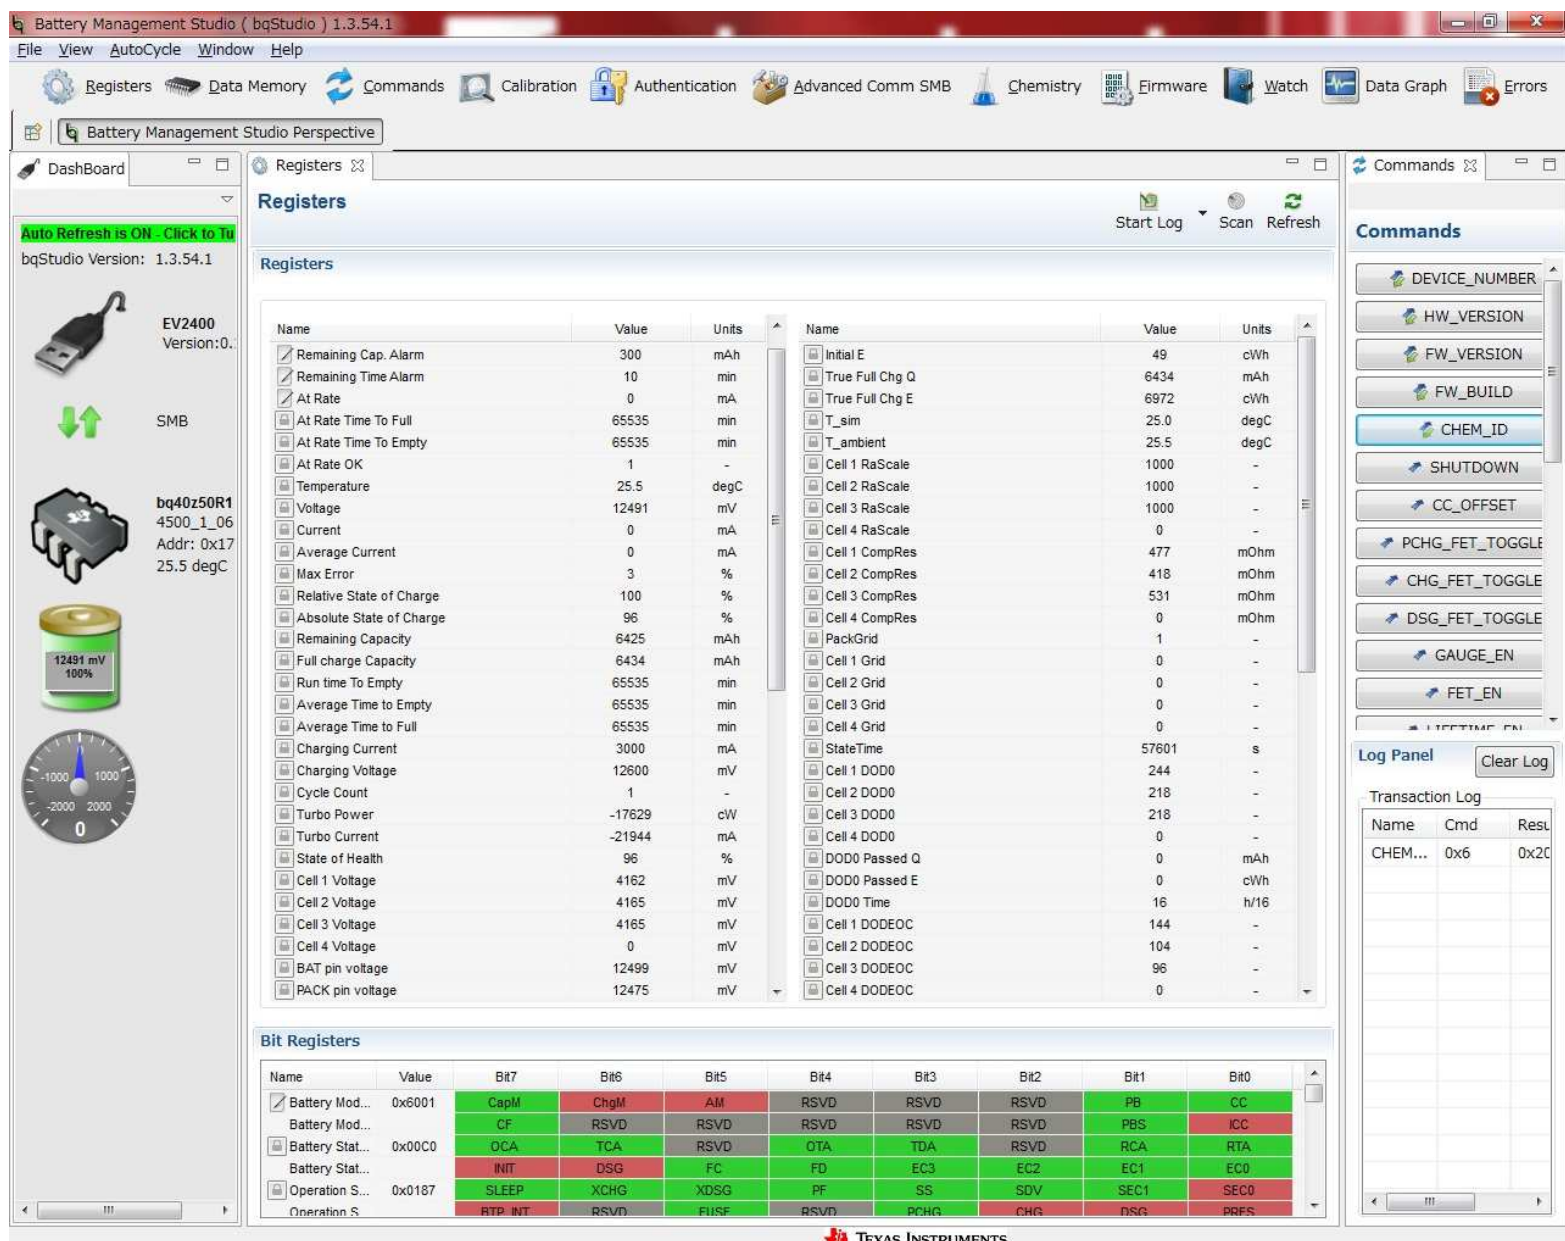 Battery Management Studio ( bqStudio ) 1.3.54.1
File View AutoCycle Window Help
Registers Data Memory Commands Calibration Authentication Advanced Comm SMB Chemistry Firmware Watch Data Graph Errors
Battery Management Studio Perspective
DashBoard
Auto Refresh is ON - Click to Tu
bqStudio Version: 1.3.54.1
EV2400
Version:0.
SMB
bq40z50R1
4500_1_06
Addr: 0x17
25.5 degC
12491 mV
100%
-1000 1000
-2000 2000
0
Registers
Registers
Start Log Scan Refresh
Registers
Name Value Units
Remaining Cap. Alarm 300 mAh
Remaining Time Alarm 10 min
At Rate 0 mA
At Rate Time To Full 65535 min
At Rate Time To Empty 65535 min
At Rate OK 1 -
Temperature 25.5 degC
Voltage 12491 mV
Current 0 mA
Average Current 0 mA
Max Error 3 %
Relative State of Charge 100 %
Absolute State of Charge 96 %
Remaining Capacity 6425 mAh
Full charge Capacity 6434 mAh
Run time To Empty 65535 min
Average Time to Empty 65535 min
Average Time to Full 65535 min
Charging Current 3000 mA
Charging Voltage 12600 mV
Cycle Count 1 -
Turbo Power -17629 cW
Turbo Current -21944 mA
State of Health 96 %
Cell 1 Voltage 4162 mV
Cell 2 Voltage 4165 mV
Cell 3 Voltage 4165 mV
Cell 4 Voltage 0 mV
BAT pin voltage 12499 mV
PACK pin voltage 12475 mV
Name Value Units
Initial E 49 cWh
True Full Chg Q 6434 mAh
True Full Chg E 6972 cWh
T_sim 25.0 degC
T_ambient 25.5 degC
Cell 1 RaScale 1000 -
Cell 2 RaScale 1000 -
Cell 3 RaScale 1000 -
Cell 4 RaScale 0 -
Cell 1 CompRes 477 mOhm
Cell 2 CompRes 418 mOhm
Cell 3 CompRes 531 mOhm
Cell 4 CompRes 0 mOhm
PackGrid 1 -
Cell 1 Grid 0 -
Cell 2 Grid 0 -
Cell 3 Grid 0 -
Cell 4 Grid 0 -
StateTime 57601 s
Cell 1 DOD0 244 -
Cell 2 DOD0 218 -
Cell 3 DOD0 218 -
Cell 4 DOD0 0 -
DOD0 Passed Q 0 mAh
DOD0 Passed E 0 cWh
DOD0 Time 16 h/16
Cell 1 DODEOC 144 -
Cell 2 DODEOC 104 -
Cell 3 DODEOC 96 -
Cell 4 DODEOC 0 -
Bit Registers
Name Value Bit7 Bit6 Bit5 Bit4 Bit3 Bit2 Bit1 Bit0
Battery Mod... 0x6001 CapM ChgM AM RSVD RSVD RSVD PB CC
Battery Mod... CF RSVD RSVD RSVD RSVD RSVD PBS ICC
Battery Stat... 0x00C0 OCA TCA RSVD OTA TDA RSVD RCA RTA
Battery Stat... INIT DSG FC FD EC3 EC2 EC1 EC0
Operation S... 0x0187 SLEEP XCHG XDSG PF SS SDV SEC1 SEC0
Operation S BTP_INT RSVD FUSE RSVD PCHG CHG DSG PRES
Commands
Commands
DEVICE_NUMBER
HW_VERSION
FW_VERSION
FW_BUILD
CHEM_ID
SHUTDOWN
CC_OFFSET
PCHG_FET_TOGGLE
CHG_FET_TOGGLE
DSG_FET_TOGGLE
GAUGE_EN
FET_EN
LIFETIME_EN
Log Panel Clear Log
Transaction Log
Name Cmd Resu
CHEM... 0x6 0x20
TEXAS INSTRUMENTS